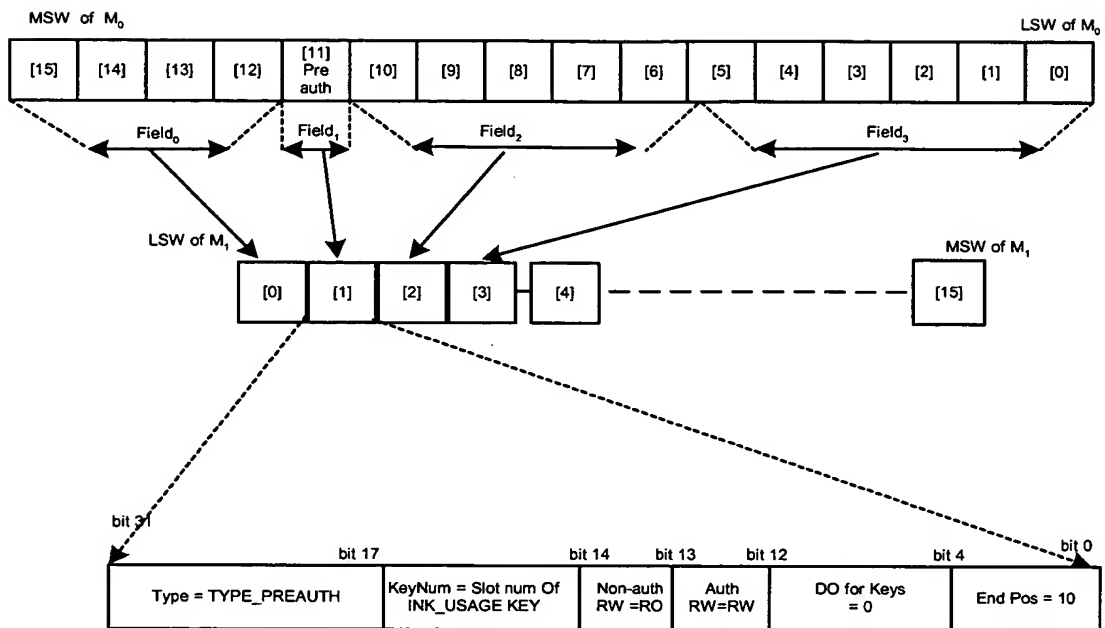 MSW of M0
LSW of M0
[15] [14] [13] [12] [11] Pre auth [10] [9] [8] [7] [6] [5] [4] [3] [2] [1] [0]
Field0 Field1 Field2 Field3
LSW of M1
MSW of M1
[0] [1] [2] [3] [4] [15]
bit 31 bit 17 bit 14 bit 13 bit 12 bit 4 bit 0
Type = TYPE_PREAUTH
KeyNum = Slot num Of
INK_USAGE KEY
Non-auth
RW =RO
Auth
RW=RW
DO for Keys
= 0
End Pos = 10